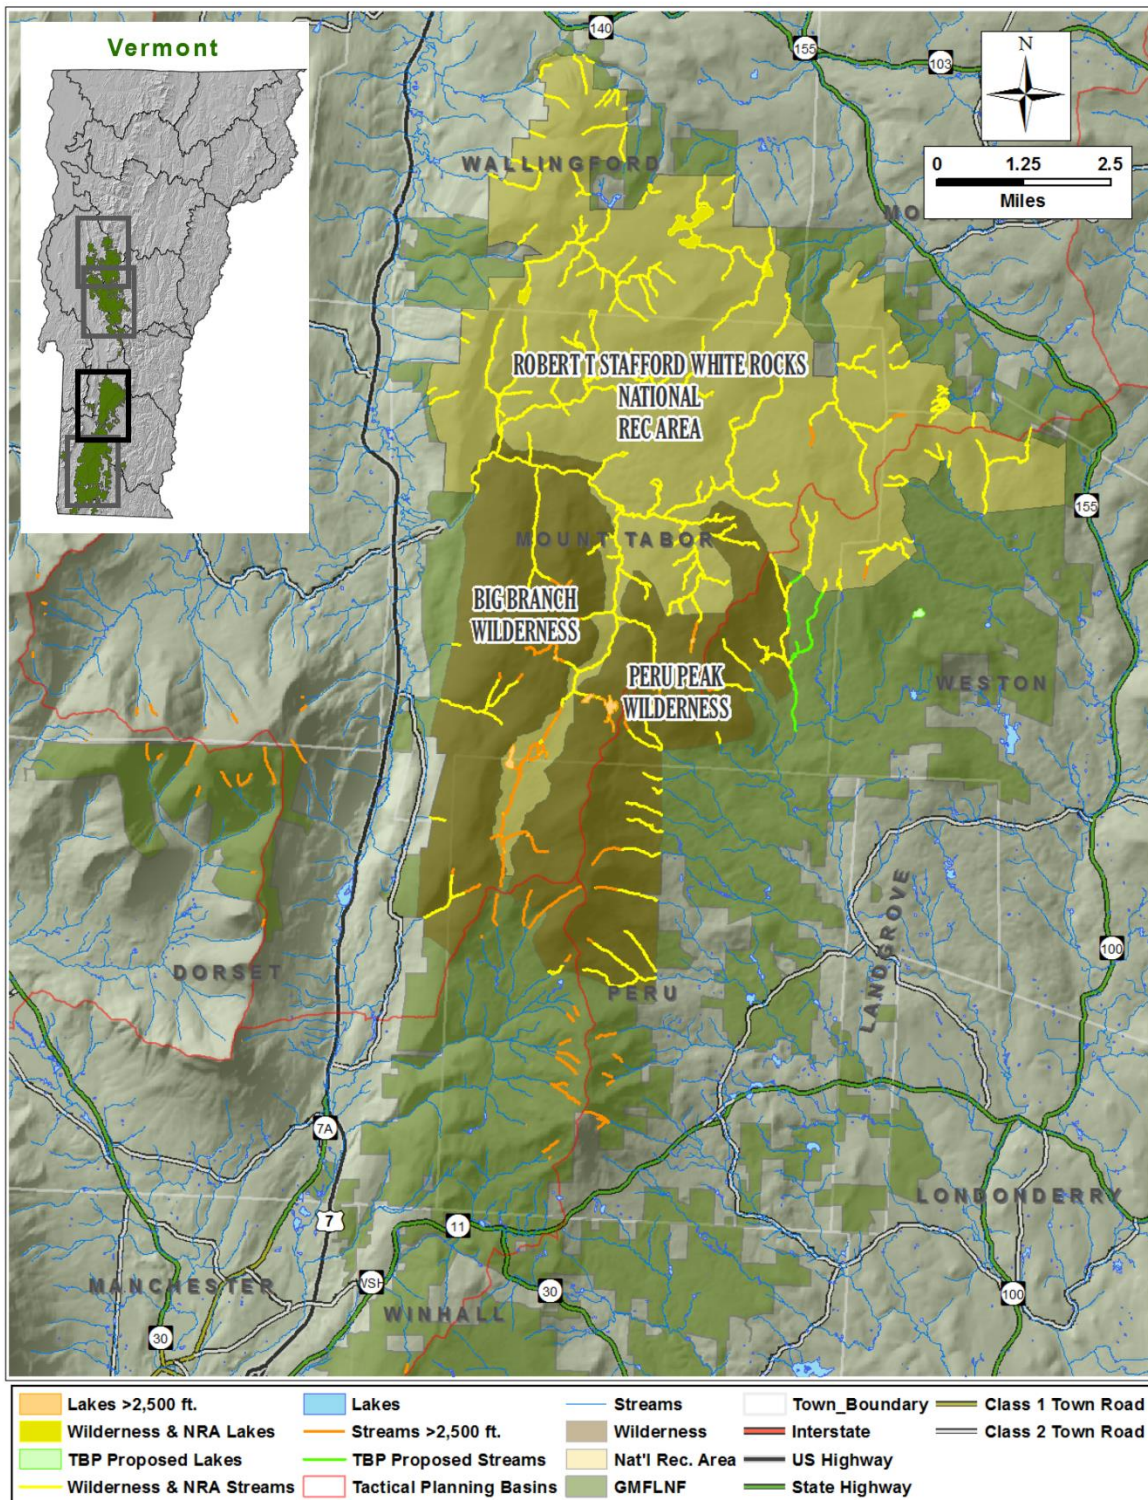 Vermont
140
155
103
N
0 1.25 2.5
Miles
WALLINGFORD
MO
ROBERT T STAFFORD WHITE ROCKS
NATIONAL
REC AREA
155
MOUNT TABOR
BIG BRANCH
WILDERNESS
PERU PEAK
WILDERNESS
WESTON
LANDGROVE
100
DORSET
PERU
7A
7
11
LONDONDERRY
MANCHESTER
WSH
30
100
WINHALL
30
Lakes >2,500 ft.
Wilderness & NRA Lakes
TBP Proposed Lakes
Wilderness & NRA Streams
Lakes
Streams >2,500 ft.
TBP Proposed Streams
Tactical Planning Basins
Streams
Wilderness
Nat'l Rec. Area
GMFLNF
Town_Boundary
Interstate
US Highway
State Highway
Class 1 Town Road
Class 2 Town Road